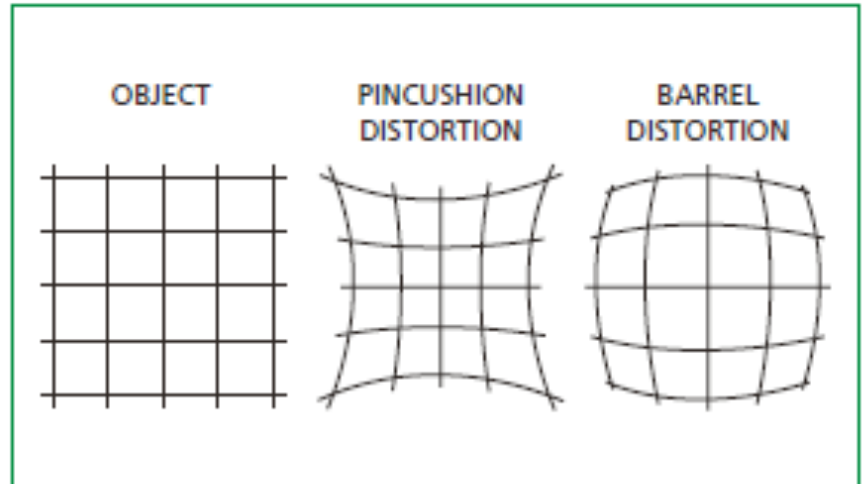 OBJECT
PINCUSHION
DISTORTION
BARREL
DISTORTION